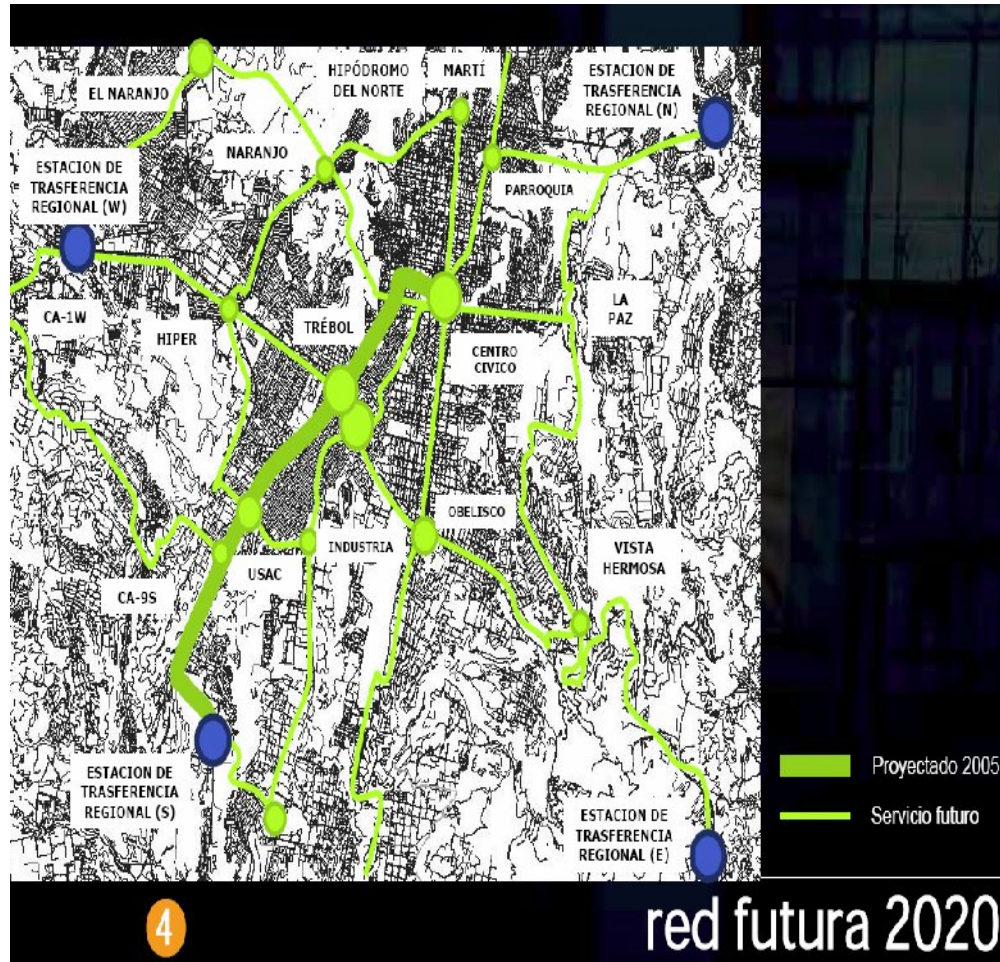 EL NARANJO
HIPÓDROMO
DEL NORTE
MARTÍ
ESTACION DE
TRASFERENCIA
REGIONAL (N)
NARANJO
ESTACION DE
TRASFERENCIA
REGIONAL (W)
PARROQUIA
CA-1W
HIPER
TRÉBOL
LA
PAZ
CENTRO
CIVICO
OBELISCO
INDUSTRIA
VISTA
HERMOSA
USAC
CA-9S
ESTACION DE
TRASFERENCIA
REGIONAL (S)
ESTACION DE
TRASFERENCIA
REGIONAL (E)
Proyectado 2005
Servicio futuro
4
red futura 2020